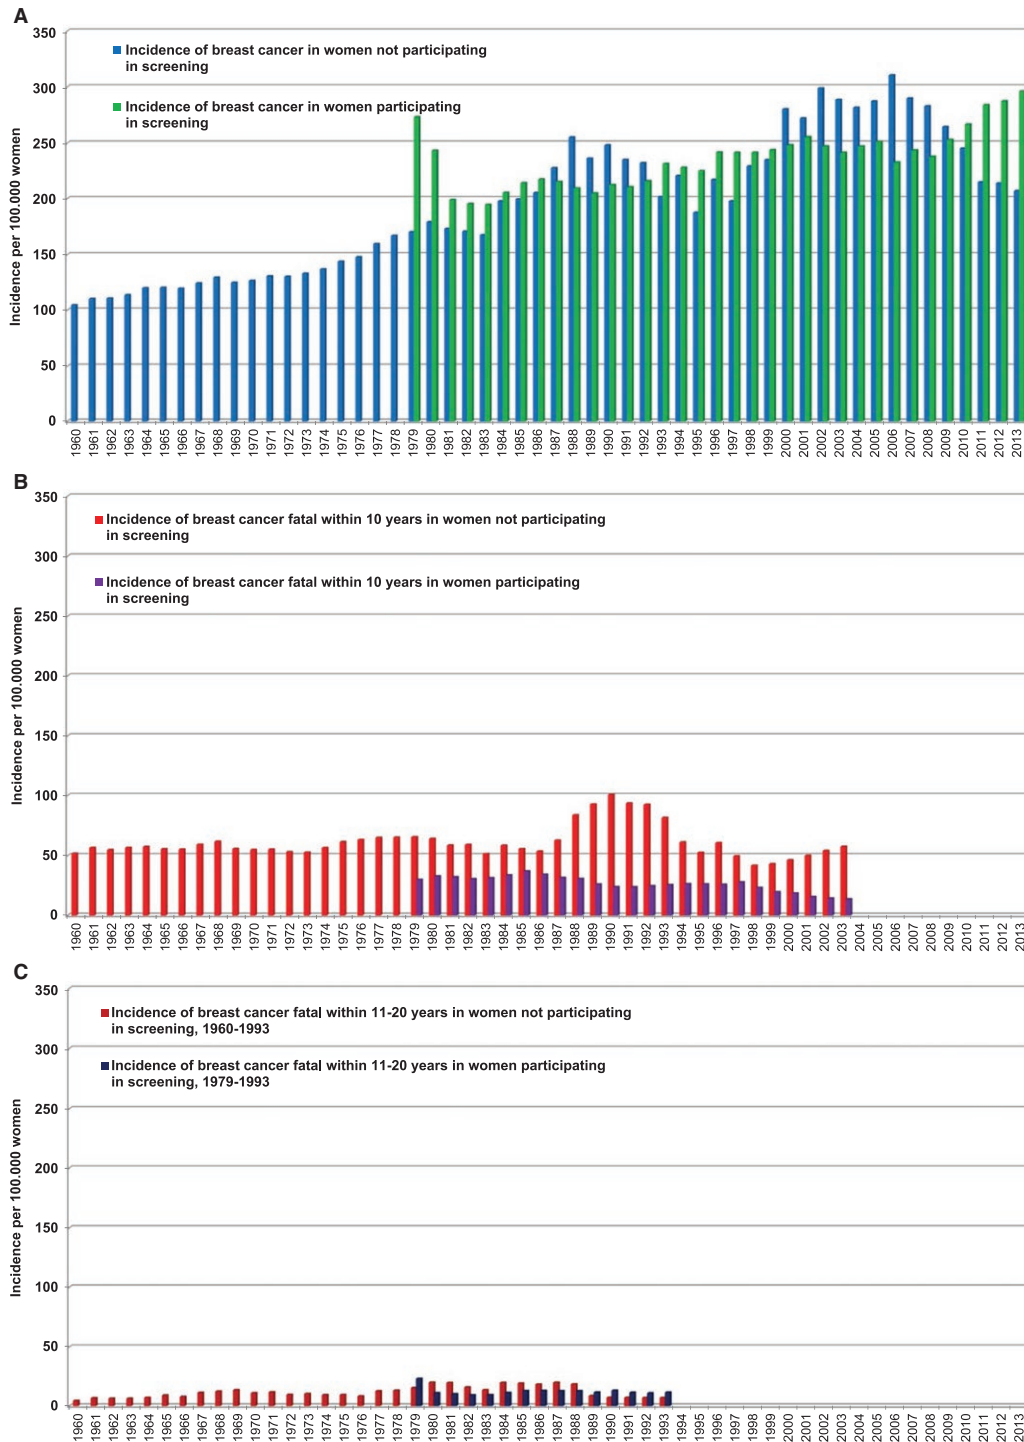 A
350
300
250
200
150
100
50
0
Incidence per 100.000 women
Incidence of breast cancer in women not participating
in screening
Incidence of breast cancer in women participating
in screening
1960 1961 1962 1963 1964 1965 1966 1967 1968 1969 1970 1971 1972 1973 1974 1975 1976 1977 1978 1979 1980 1981 1982 1983 1984 1985 1986 1987 1988 1989 1990 1991 1992 1993 1994 1995 1996 1997 1998 1999 2000 2001 2002 2003 2004 2005 2006 2007 2008 2009 2010 2011 2012 2013
B
350
300
250
200
150
100
50
0
Incidence per 100.000 women
Incidence of breast cancer fatal within 10 years in women not participating
in screening
Incidence of breast cancer fatal within 10 years in women participating
in screening
1960 1961 1962 1963 1964 1965 1966 1967 1968 1969 1970 1971 1972 1973 1974 1975 1976 1977 1978 1979 1980 1981 1982 1983 1984 1985 1986 1987 1988 1989 1990 1991 1992 1993 1994 1995 1996 1997 1998 1999 2000 2001 2002 2003 2004 2005 2006 2007 2008 2009 2010 2011 2012 2013
C
350
300
250
200
150
100
50
0
Incidence per 100.000 women
Incidence of breast cancer fatal within 11-20 years in women not participating
in screening, 1960-1993
Incidence of breast cancer fatal within 11-20 years in women participating
in screening, 1979-1993
1960 1961 1962 1963 1964 1965 1966 1967 1968 1969 1970 1971 1972 1973 1974 1975 1976 1977 1978 1979 1980 1981 1982 1983 1984 1985 1986 1987 1988 1989 1990 1991 1992 1993 1994 1995 1996 1997 1998 1999 2000 2001 2002 2003 2004 2005 2006 2007 2008 2009 2010 2011 2012 2013